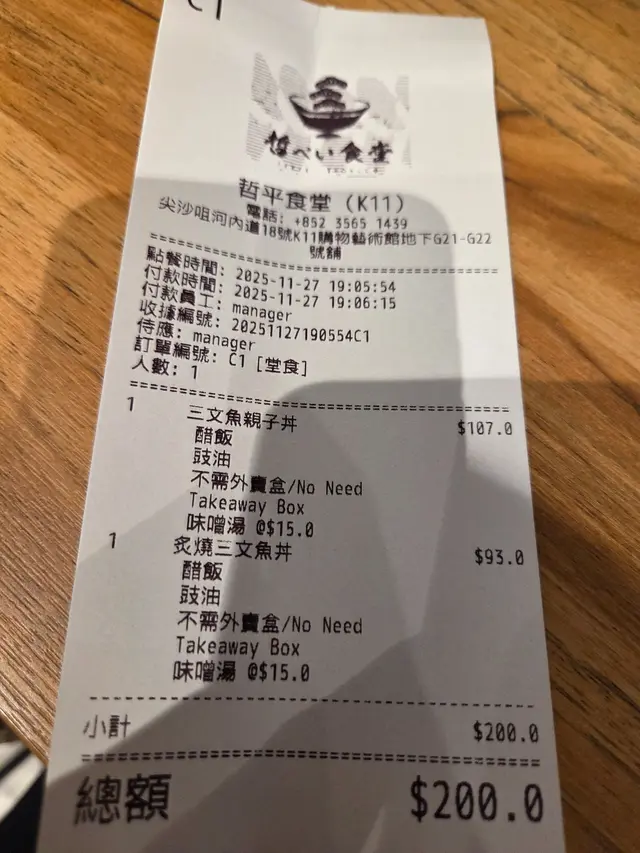 C1
哲平食堂
哲平食堂 (K11)
電話: +852 3565 1439
尖沙咀河內道18號K11購物藝術館地下G21-G22
號舖
點餐時間: 2025-11-27 19:05:54
付款時間: 2025-11-27 19:06:15
付款員工: manager
收據編號: 20251127190554C1
侍應: manager
訂單編號: C1 [堂食]
人數: 1
1 三文魚親子丼 $107.0
醋飯
豉油
不需外賣盒/No Need
Takeaway Box
味噌湯 @$15.0
1 炙燒三文魚丼 $93.0
醋飯
豉油
不需外賣盒/No Need
Takeaway Box
味噌湯 @$15.0
小計 $200.0
總額 $200.0